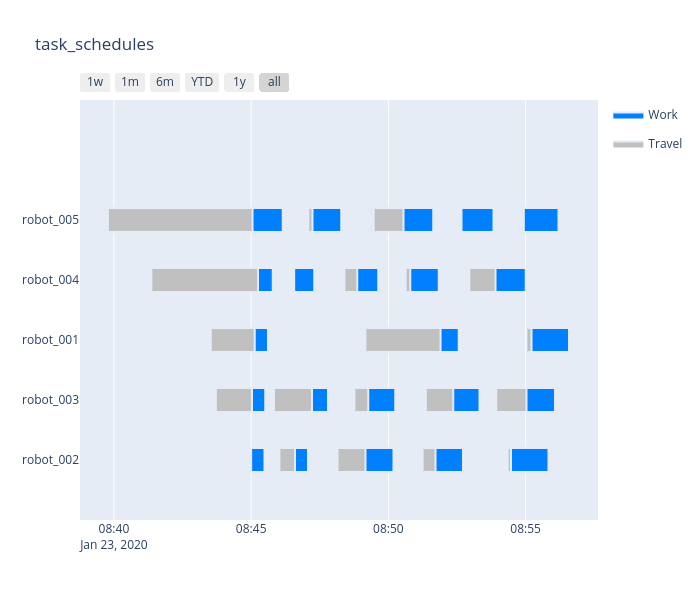 task_schedules
1w 1m 6m YTD 1y all
Work
Travel
robot_005
robot_004
robot_001
robot_003
robot_002
08:40 08:45 08:50 08:55
Jan 23, 2020